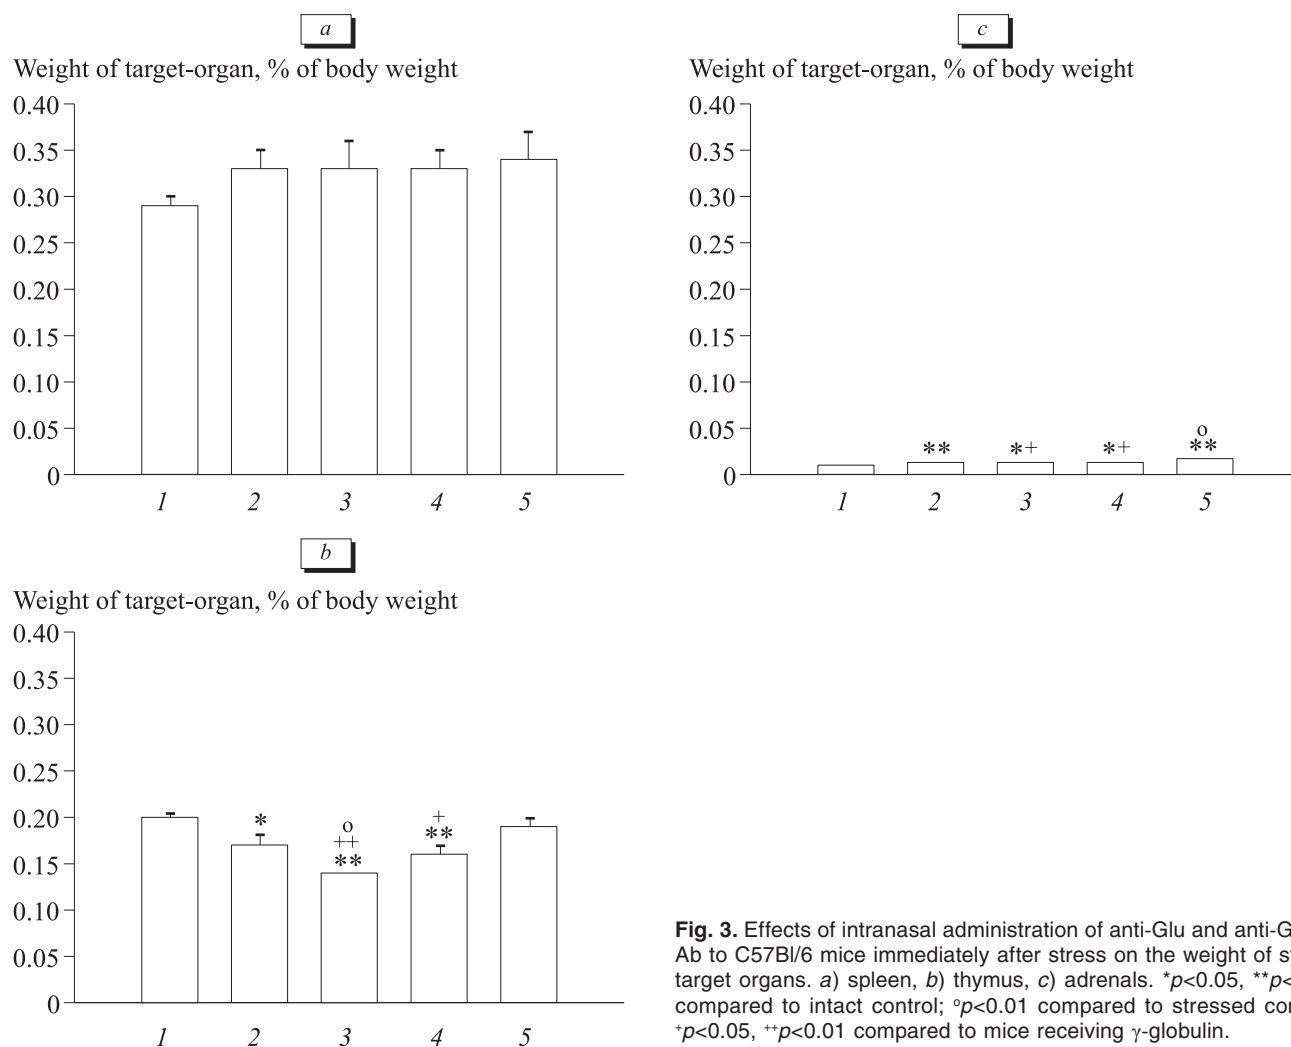 a
Weight of target-organ, % of body weight
0.40
0.35
0.30
0.25
0.20
0.15
0.10
0.05
0
1 2 3 4 5
c
Weight of target-organ, % of body weight
0.40
0.35
0.30
0.25
0.20
0.15
0.10
0.05
0
** *+ *+ o **
1 2 3 4 5
b
Weight of target-organ, % of body weight
0.40
0.35
0.30
0.25
0.20
0.15
0.10
0.05
0
* o ++ ** + **
1 2 3 4 5
Fig. 3. Effects of intranasal administration of anti-Glu and anti-G
Ab to C57Bl/6 mice immediately after stress on the weight of s
target organs. a) spleen, b) thymus, c) adrenals. *p<0.05, **p<
compared to intact control; ᵒp<0.01 compared to stressed con
⁺p<0.05, ⁺⁺p<0.01 compared to mice receiving γ-globulin.